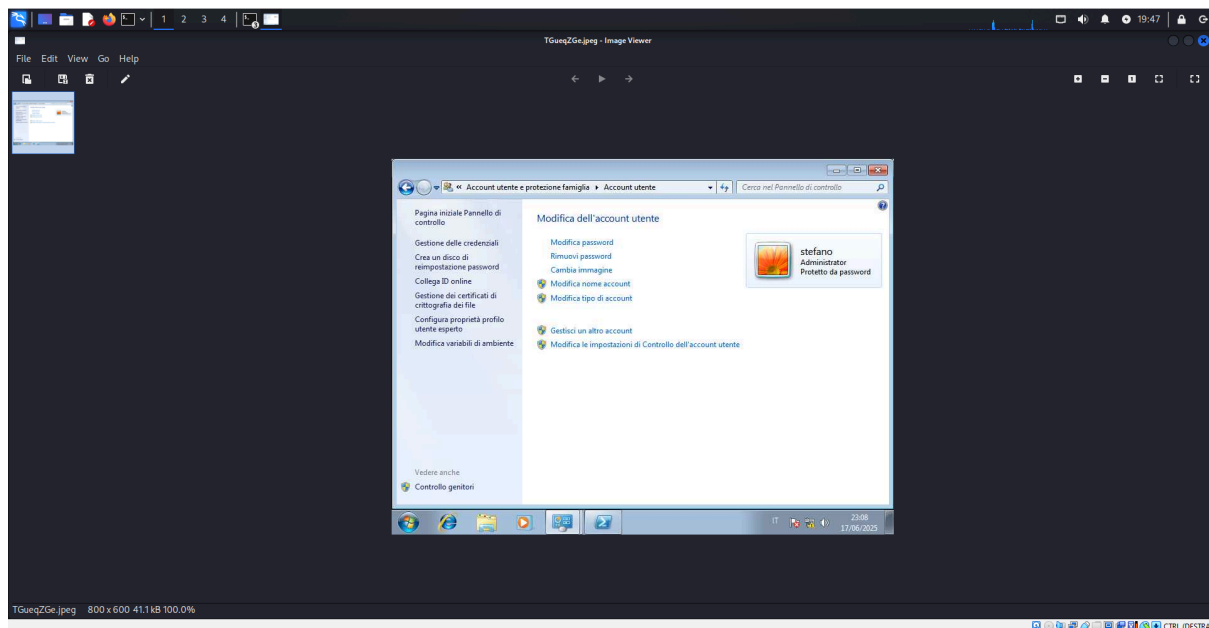 1 2 3 4
19:47
TGueqZGe.jpeg - Image Viewer
File Edit View Go Help
« Account utente e protezione famiglia Account utente
Cerca nel Pannello di controllo
Pagina iniziale Pannello di
controllo
Gestione delle credenziali
Crea un disco di
reimpostazione password
Collega ID online
Gestione dei certificati di
crittografia dei file
Configura proprietà profilo
utente esperto
Modifica variabili di ambiente
Modifica dell'account utente
Modifica password
Rimuovi password
Cambia immagine
Modifica nome account
Modifica tipo di account
Gestisci un altro account
Modifica le impostazioni di Controllo dell'account utente
stefano
Administrator
Protetto da password
Vedere anche
Controllo genitori
IT
23:08
17/06/2025
TGueqZGe.jpeg 800 x 600 41.1 kB 100.0%
CTRL (DESTRA